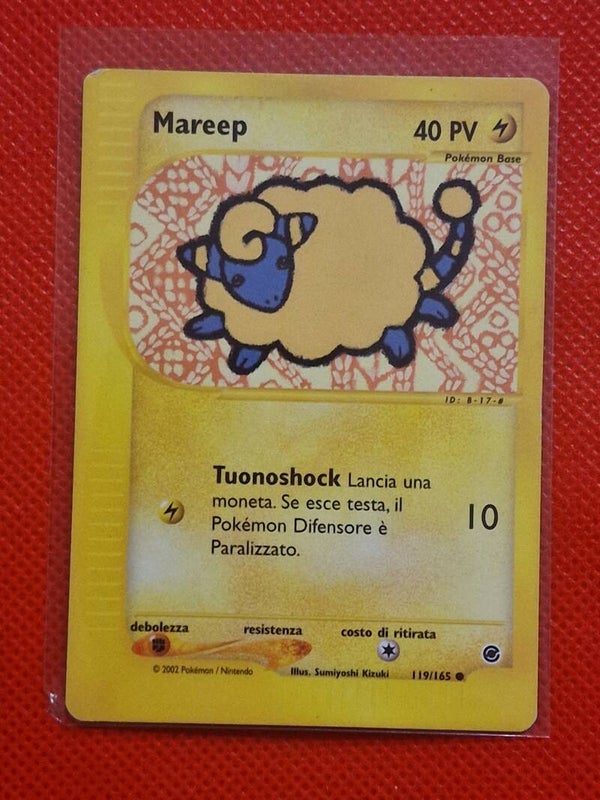 Mareep
40 PV
Pokémon Base
ID: B-17-#
Tuonoshock Lancia una
moneta. Se esce testa, il
Pokémon Difensore è
Paralizzato.
10
debolezza resistenza costo di ritirata
© 2002 Pokémon / Nintendo Illus. Sumiyoshi Kizuki 119/165